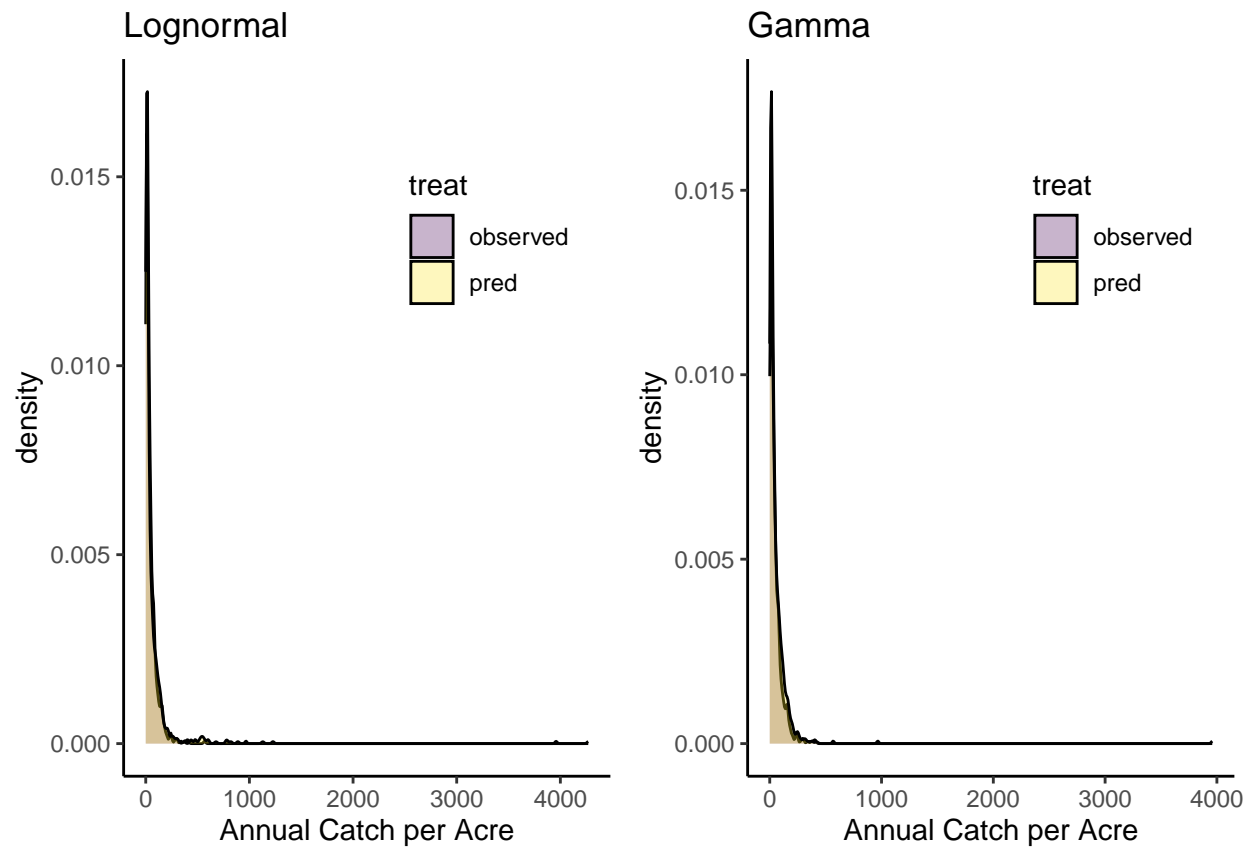 Lognormal
density
0.015
0.010
0.005
0.000
0
1000
2000
3000
4000
Annual Catch per Acre
treat
observed
pred
Gamma
density
0.015
0.010
0.005
0.000
0
1000
2000
3000
4000
Annual Catch per Acre
treat
observed
pred